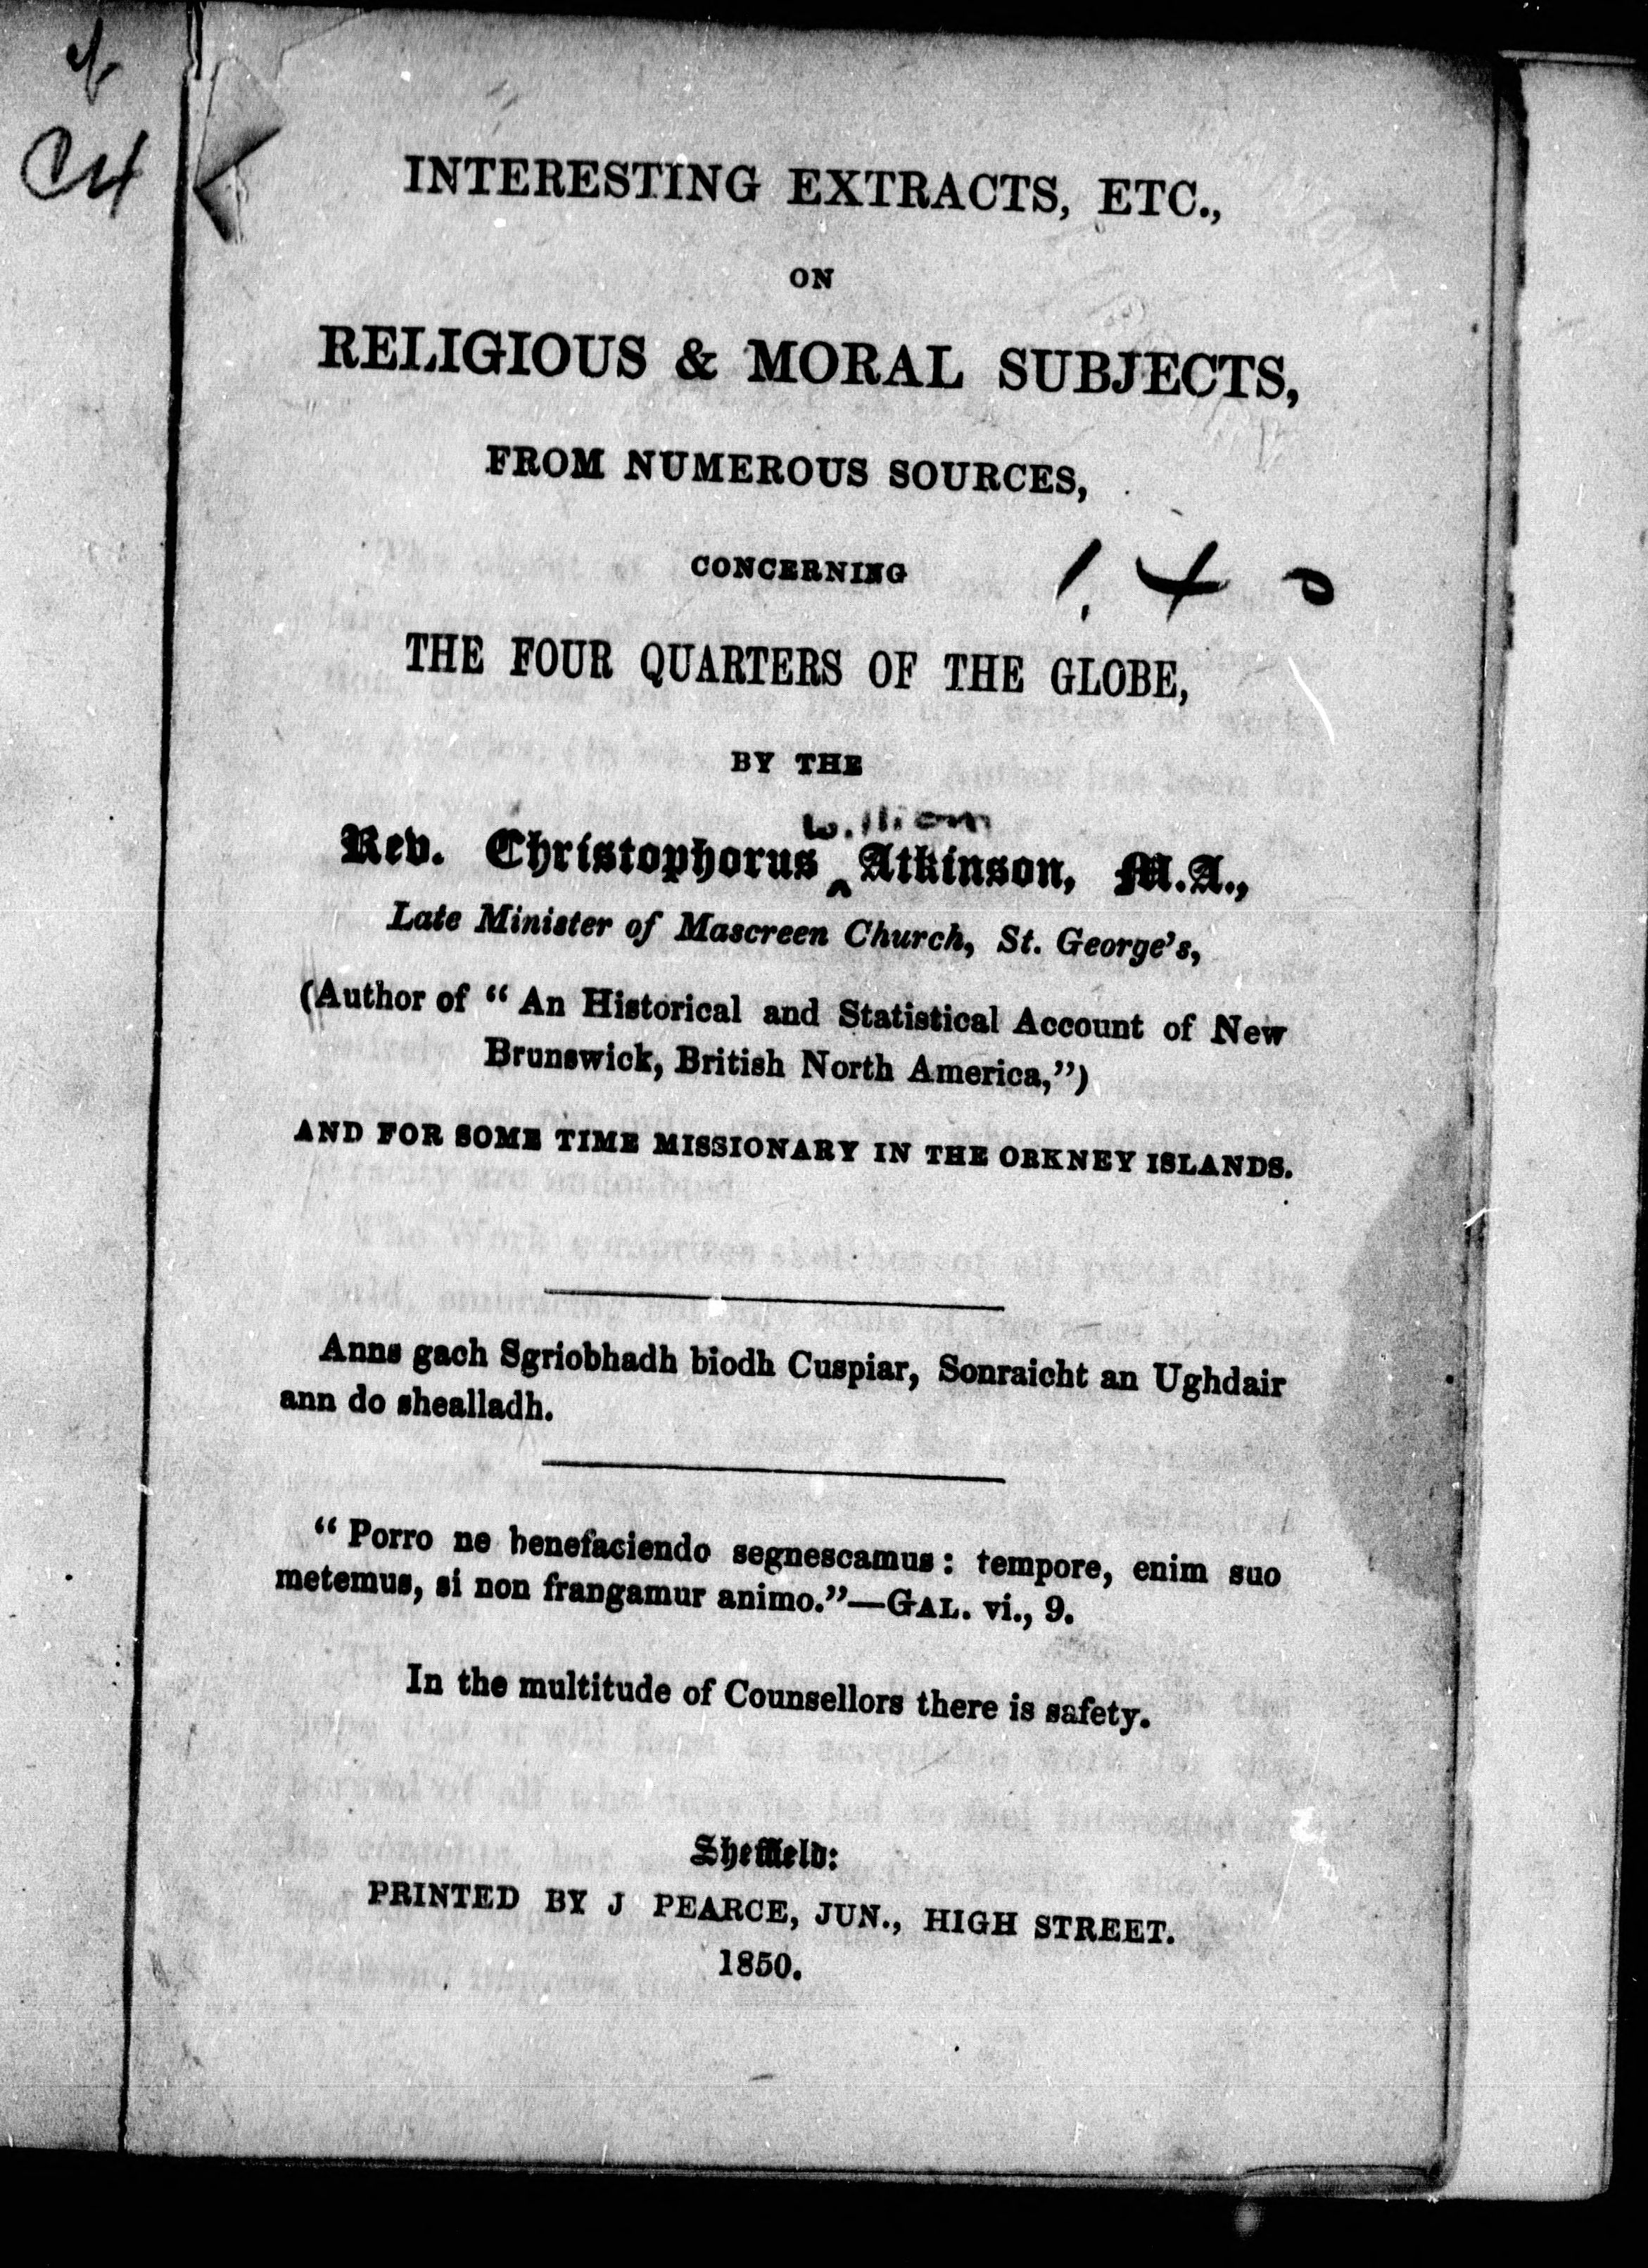 C4
INTERESTING EXTRACTS, ETC.,
ON
RELIGIOUS & MORAL SUBJECTS,
FROM NUMEROUS SOURCES,
CONCERNING
1.40
THE FOUR QUARTERS OF THE GLOBE,
BY THE
William
Rev. Christophorus ‸ Atkinson, M.A.,
Late Minister of Mascreen Church, St. George's,
(Author of "An Historical and Statistical Account of New
Brunswick, British North America,")
AND FOR SOME TIME MISSIONARY IN THE ORKNEY ISLANDS.
Anns gach Sgriobhadh biodh Cuspiar, Sonraicht an Ughdair
ann do shealladh.
"Porro ne benefaciendo segnescamus: tempore, enim suo
metemus, si non frangamur animo."—GAL. vi., 9.
In the multitude of Counsellors there is safety.
Sheffield:
PRINTED BY J PEARCE, JUN., HIGH STREET.
1850.